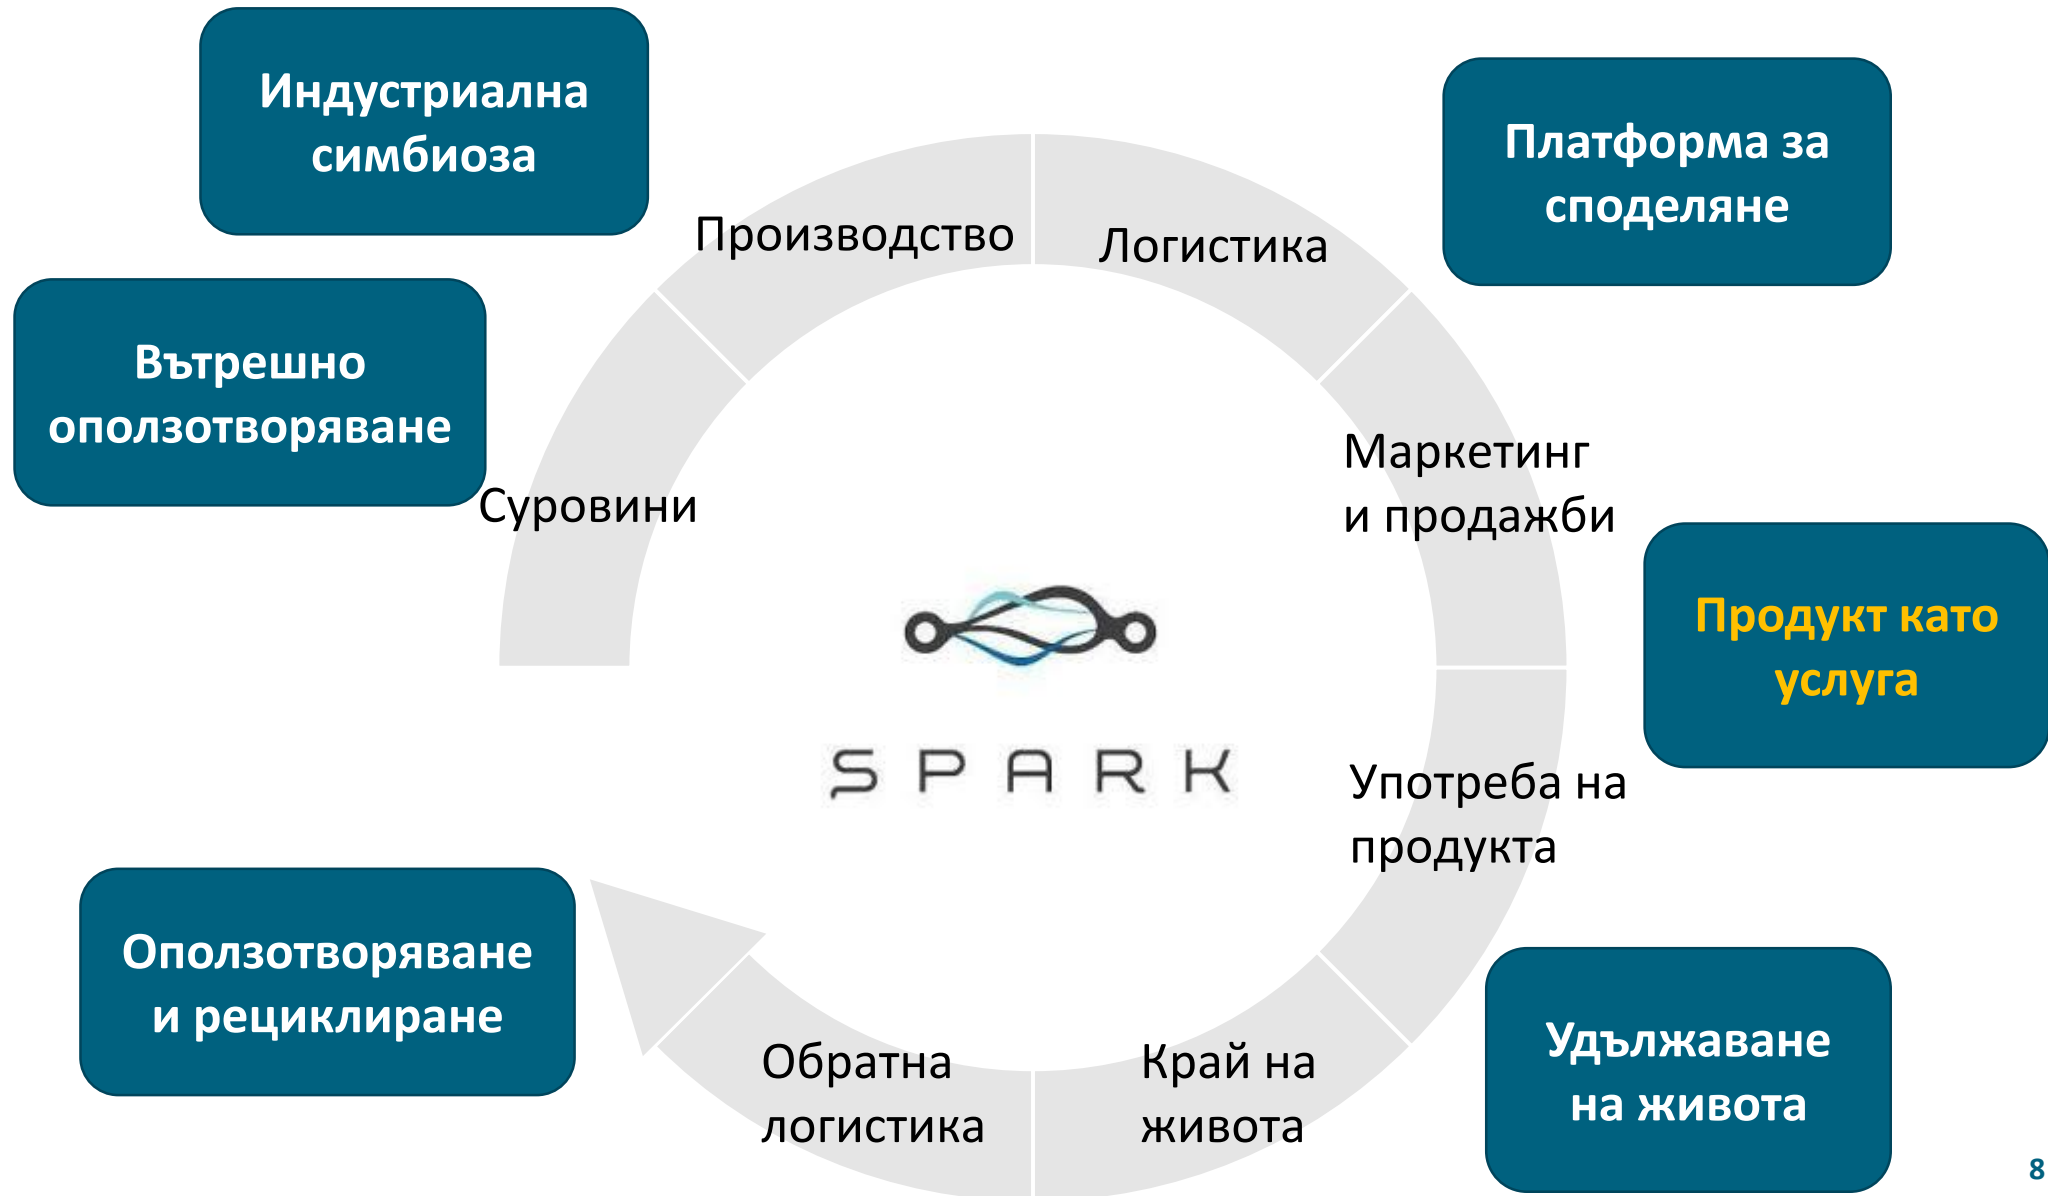 Индустриална
симбиоза
Платформа за
споделяне
Производство
Логистика
Вътрешно
оползотворяване
Суровини
Маркетинг
и продажби
Продукт като
услуга
SPARK
Употреба на
продукта
Оползотворяване
и рециклиране
Удължаване
на живота
Обратна
логистика
Край на
живота
8